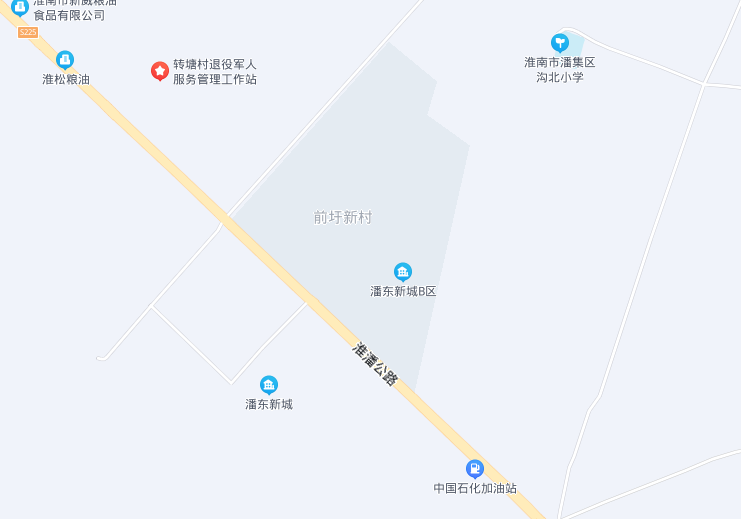 淮南市新威粮油
食品有限公司
S225
淮松粮油
转塘村退役军人
服务管理工作站
淮南市潘集区
沟北小学
前圩新村
潘东新城B区
淮潘公路
潘东新城
中国石化加油站